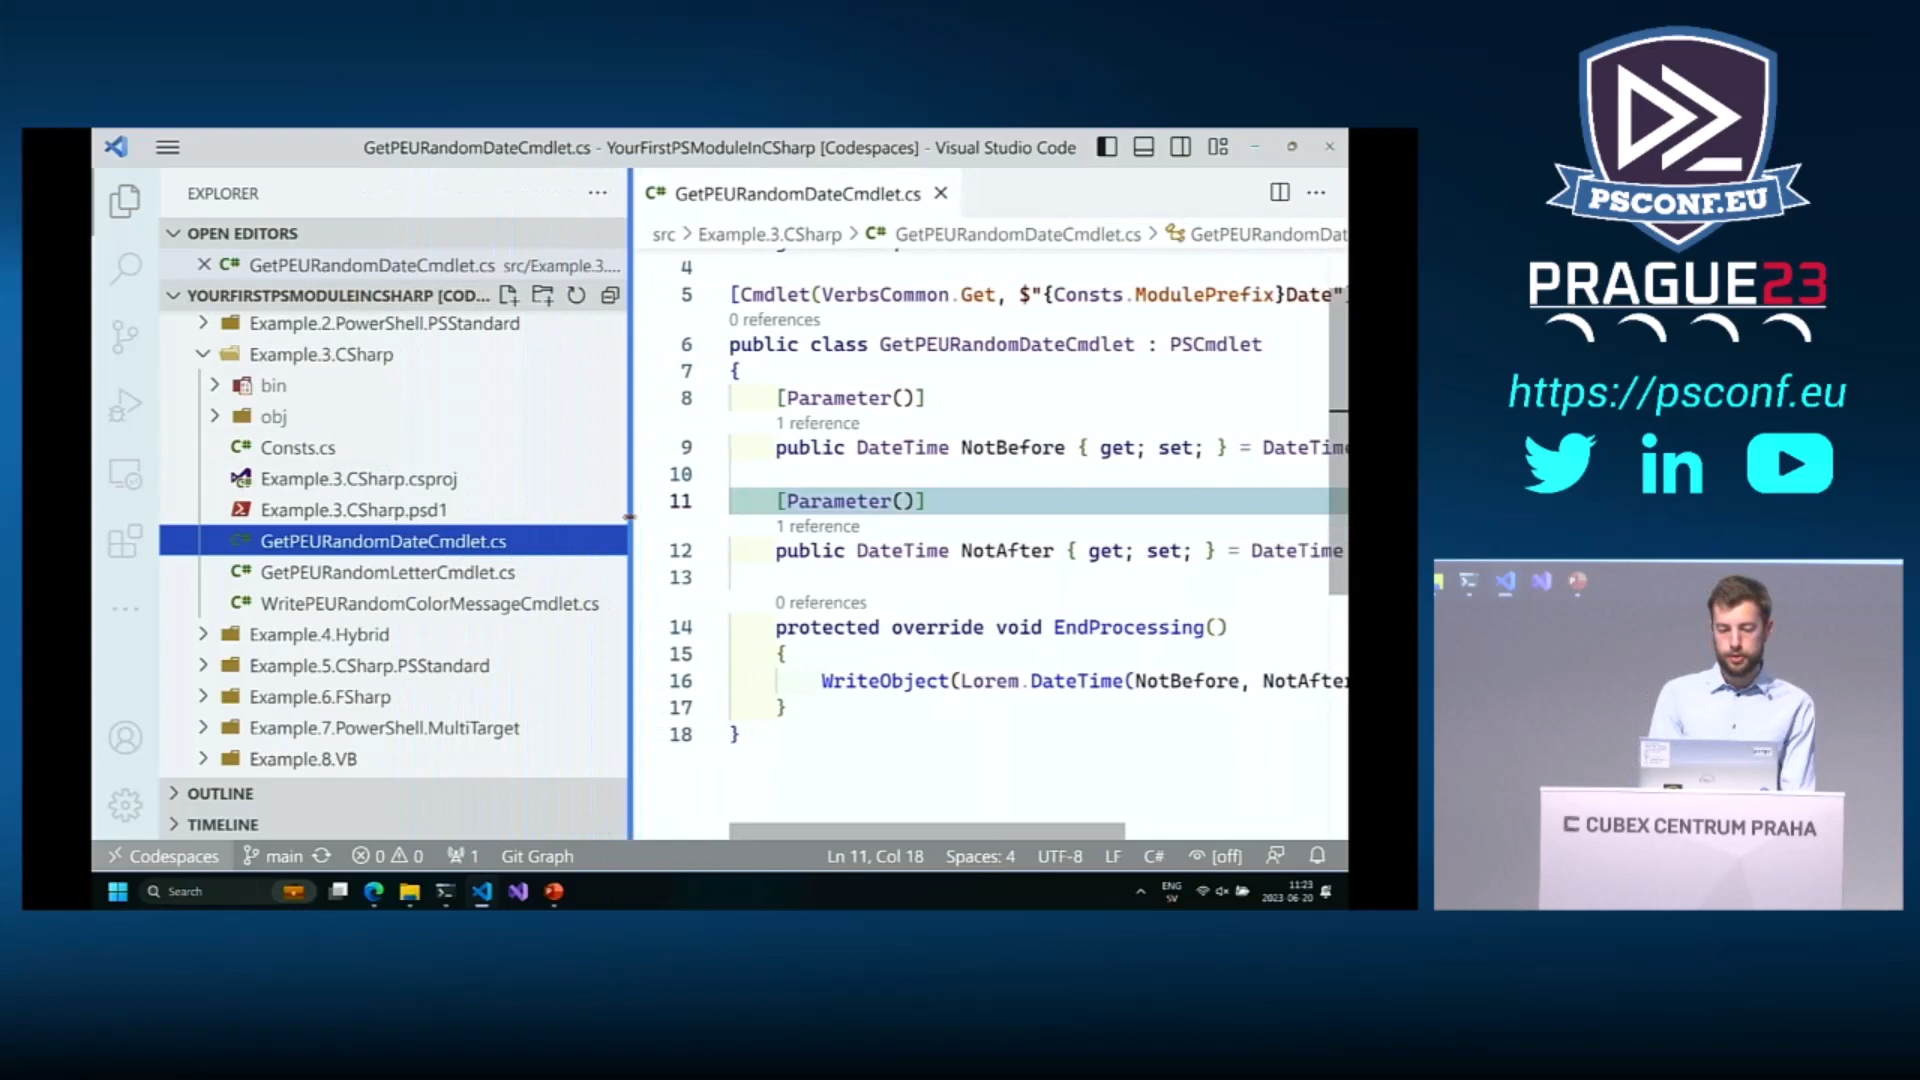 GetPEURandomDateCmdlet.cs - YourFirstPSModuleInCSharp [Codespaces] - Visual Studio Code
EXPLORER
OPEN EDITORS
GetPEURandomDateCmdlet.cs src/Example.3....
YOURFIRSTPSMODULEINCSHARP [COD...
Example.2.PowerShell.PSStandard
Example.3.CSharp
bin
obj
C# Consts.cs
Example.3.CSharp.csproj
Example.3.CSharp.psd1
C# GetPEURandomDateCmdlet.cs
C# GetPEURandomLetterCmdlet.cs
C# WritePEURandomColorMessageCmdlet.cs
Example.4.Hybrid
Example.5.CSharp.PSStandard
Example.6.FSharp
Example.7.PowerShell.MultiTarget
Example.8.VB
OUTLINE
TIMELINE
C# GetPEURandomDateCmdlet.cs
src > Example.3.CSharp > C# GetPEURandomDateCmdlet.cs > GetPEURandomDat
4
5 [Cmdlet(VerbsCommon.Get, $"{Consts.ModulePrefix}Date"
0 references
6 public class GetPEURandomDateCmdlet : PSCmdlet
7 {
8 [Parameter()]
1 reference
9 public DateTime NotBefore { get; set; } = DateTim
10
11 [Parameter()]
1 reference
12 public DateTime NotAfter { get; set; } = DateTime
13
0 references
14 protected override void EndProcessing()
15 {
16 WriteObject(Lorem.DateTime(NotBefore, NotAfter
17 }
18 }
Codespaces main 0 0 1 Git Graph Ln 11, Col 18 Spaces: 4 UTF-8 LF C# [off]
Search ENG SV 11:23 2023-06-20
PSCONF.EU
PRAGUE23
https://psconf.eu
in
CUBEX CENTRUM PRAHA